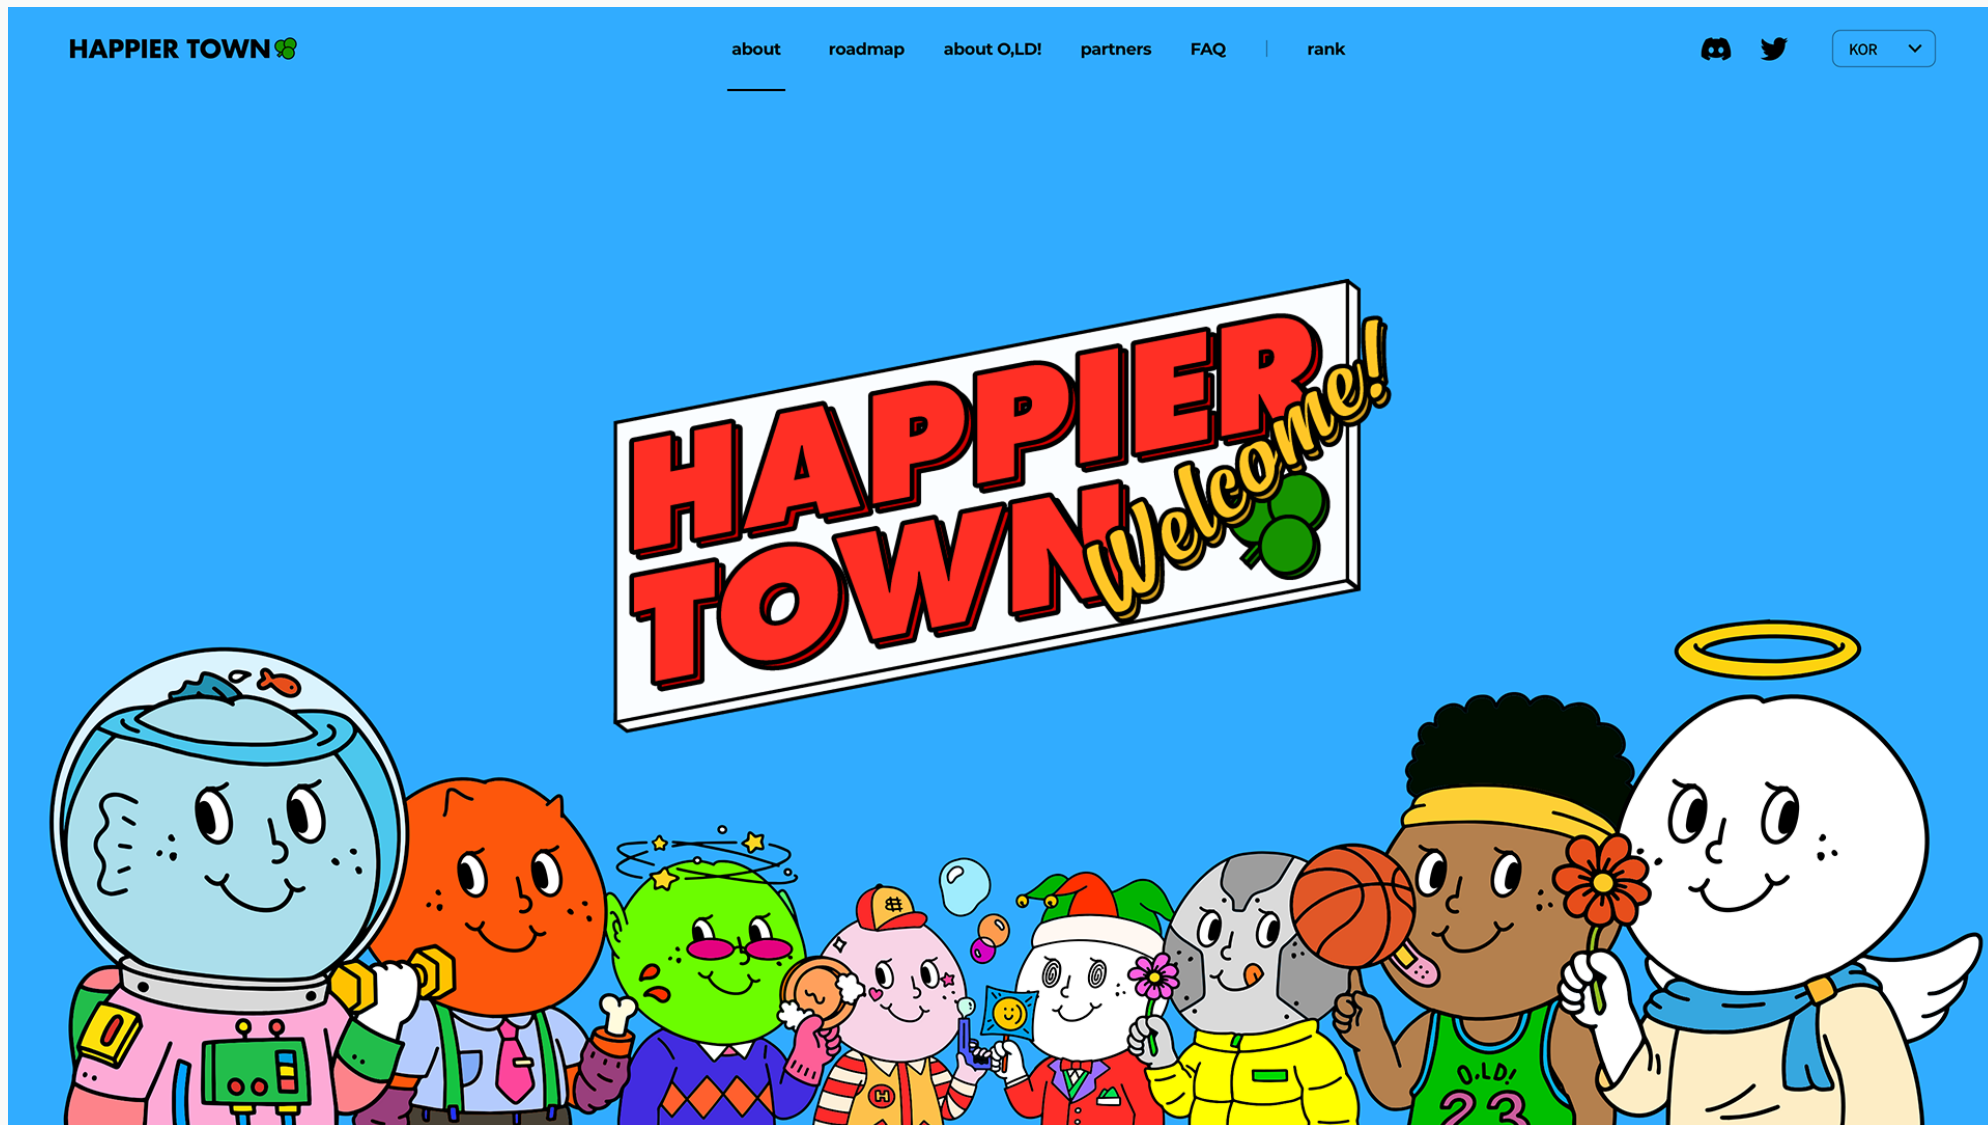 HAPPIER TOWN
about
roadmap
about O,LD!
partners
FAQ
rank
KOR
HAPPIER
TOWN
Welcome!
H
O,LD!
23